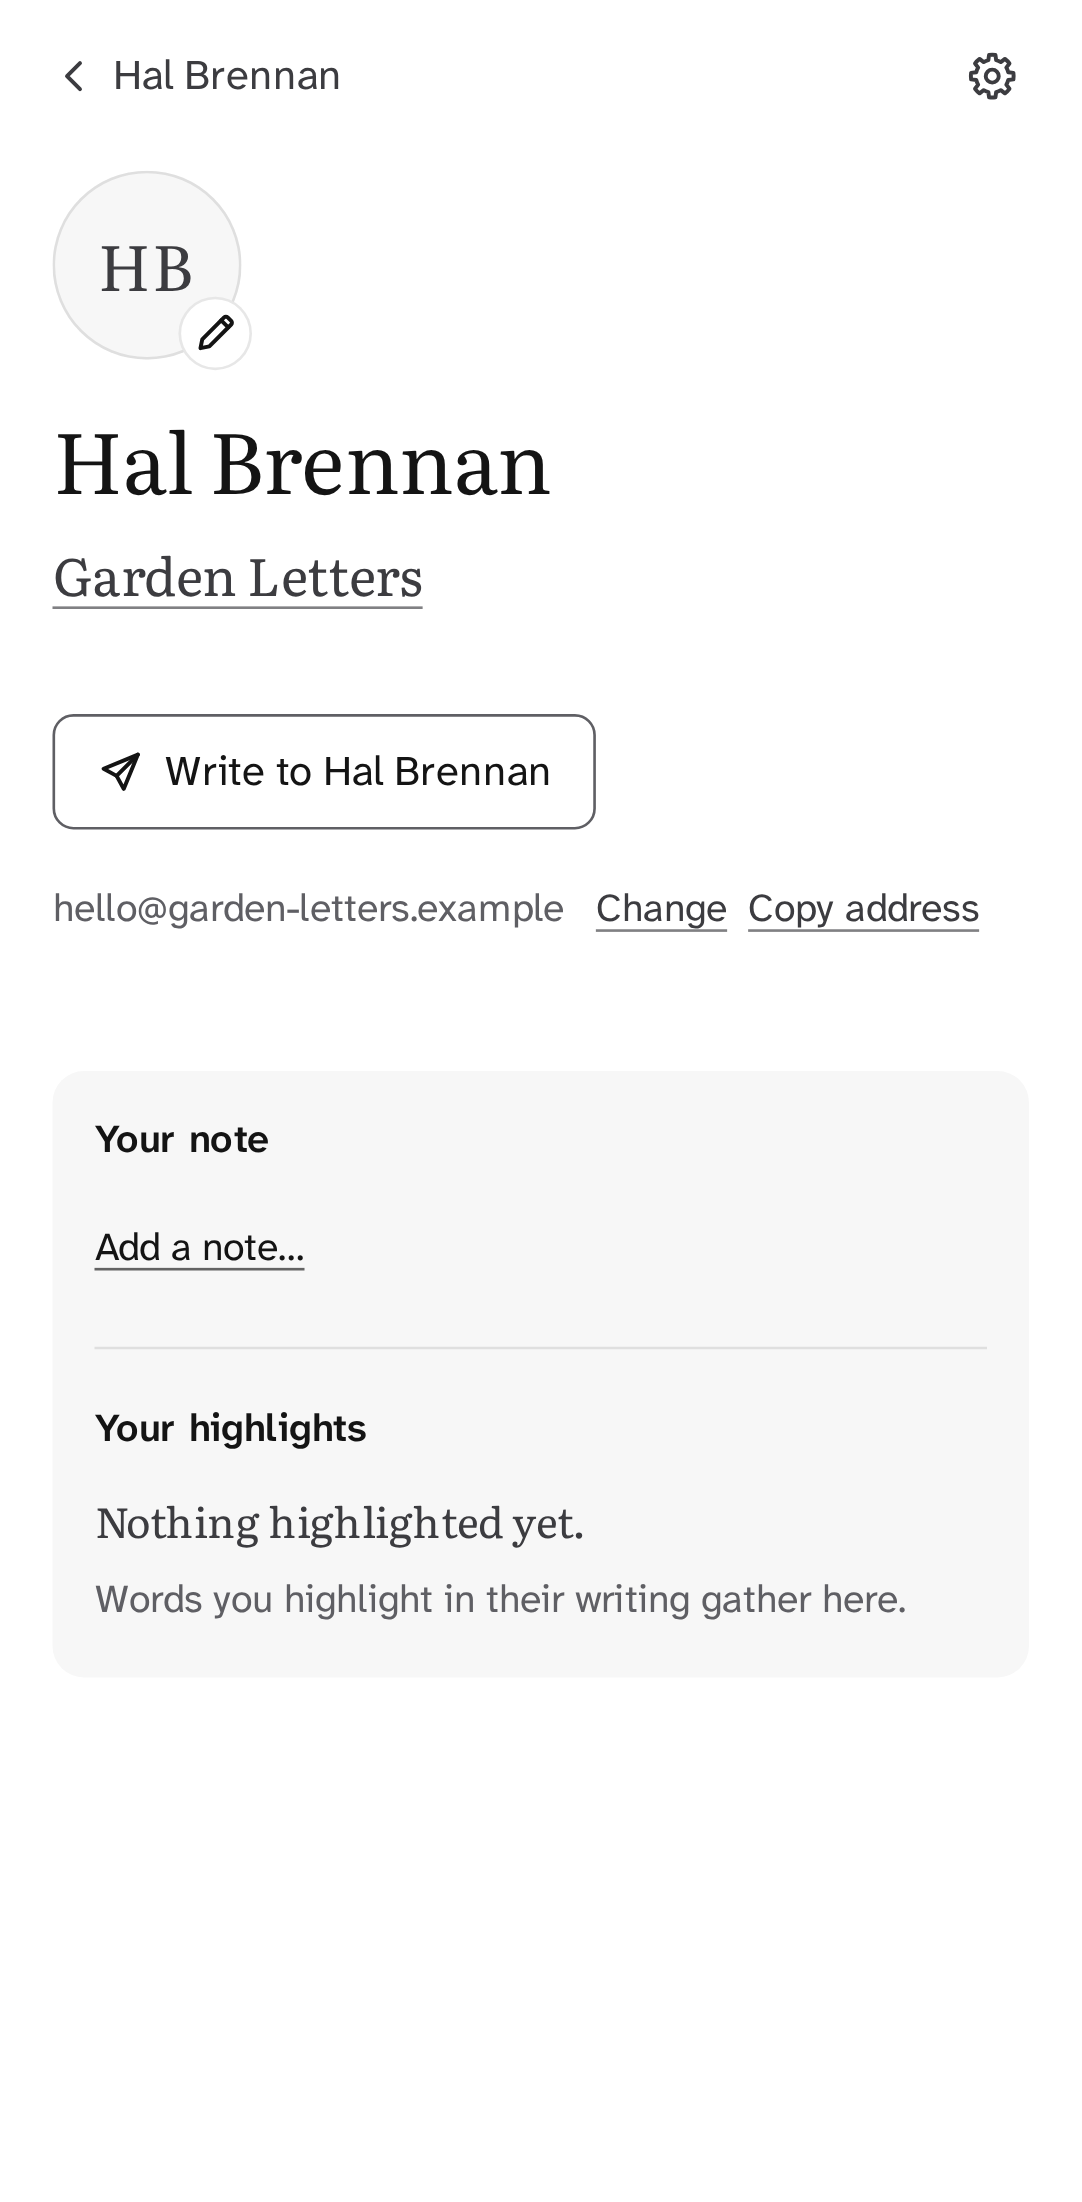 Hal Brennan
HB
Hal Brennan
Garden Letters
Write to Hal Brennan
hello@garden-letters.example Change Copy address
Your note
Add a note...
Your highlights
Nothing highlighted yet.
Words you highlight in their writing gather here.